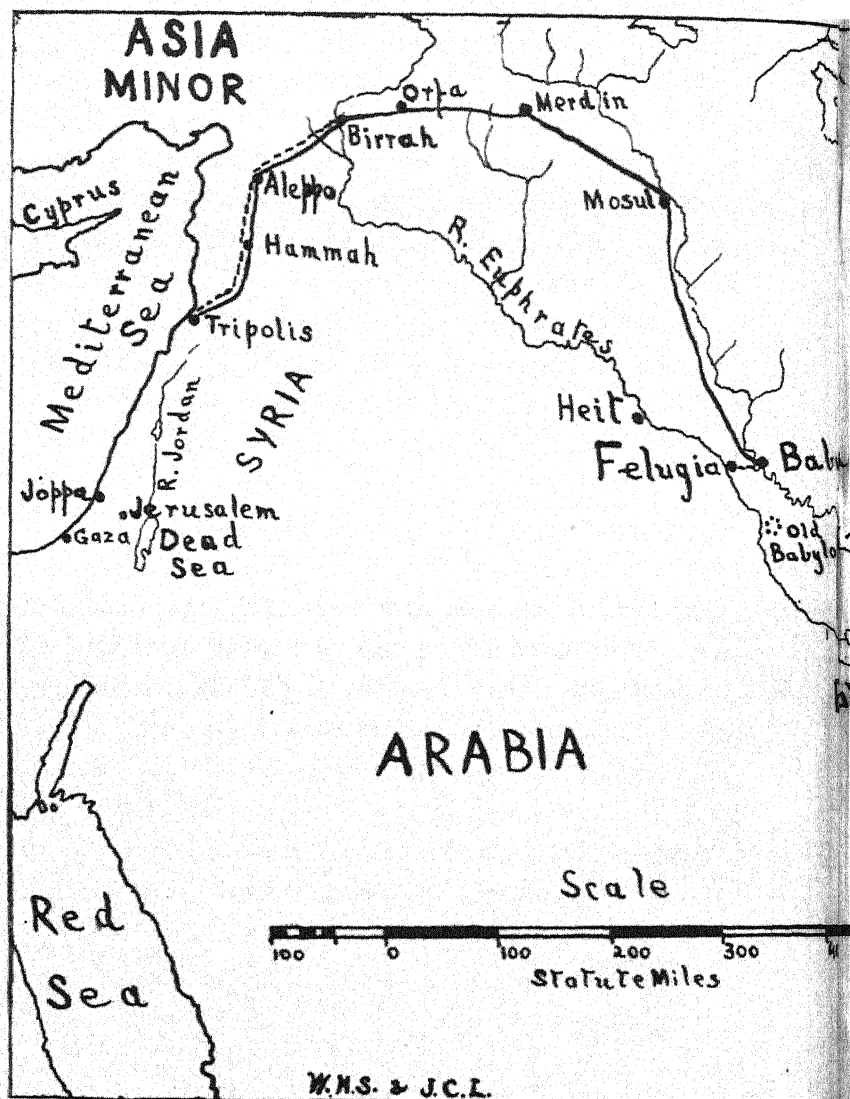 ASIA
MINOR
Orfa
Merdin
Birrah
Aleppo
Mosul
Cyprus
Mediterranean
Sea
Hammah
R. Euphrates
Tripolis
SYRIA
R. Jordan
Heit
Felugia
Joppa
Jerusalem
Gaza
Dead
Sea
Old
ARABIA
Scale
100 0 100 200 300
Statute Miles
Red
Sea
W.H.S. & J.C.L.